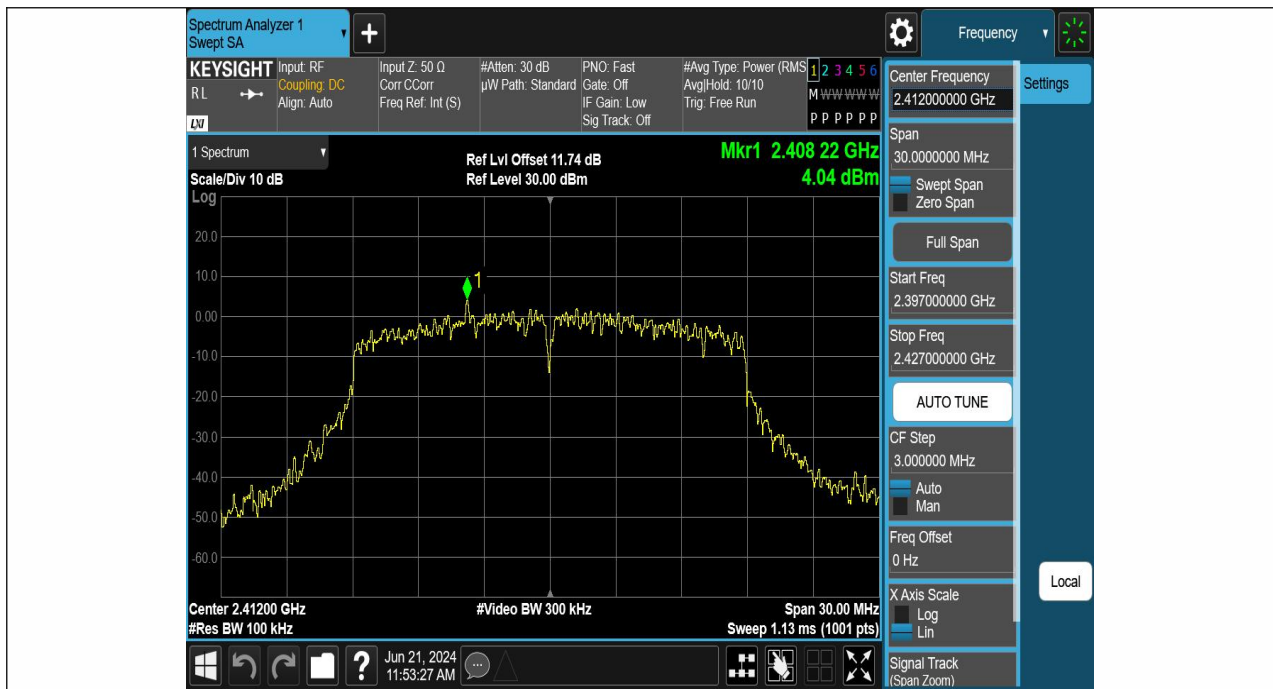 Spectrum Analyzer 1
Swept SA
+
Frequency
KEYSIGHT
RL
LXI
Input: RF
Coupling: DC
Align: Auto
Input Z: 50 Ω
Corr CCorr
Freq Ref: Int (S)
#Atten: 30 dB
µW Path: Standard
PNO: Fast
Gate: Off
IF Gain: Low
Sig Track: Off
#Avg Type: Power (RMS
Avg|Hold: 10/10
Trig: Free Run
1 2 3 4 5 6
M W W W W W
P P P P P P
1 Spectrum
Scale/Div 10 dB
Log
Ref Lvl Offset 11.74 dB
Ref Level 30.00 dBm
Mkr1 2.408 22 GHz
4.04 dBm
20.0
10.0
0.00
-10.0
-20.0
-30.0
-40.0
-50.0
-60.0
1
Center 2.41200 GHz
#Res BW 100 kHz
#Video BW 300 kHz
Span 30.00 MHz
Sweep 1.13 ms (1001 pts)
Center Frequency
2.412000000 GHz
Span
30.0000000 MHz
Swept Span
Zero Span
Full Span
Start Freq
2.397000000 GHz
Stop Freq
2.427000000 GHz
AUTO TUNE
CF Step
3.000000 MHz
Auto
Man
Freq Offset
0 Hz
X Axis Scale
Log
Lin
Signal Track
(Span Zoom)
Settings
Local
?
Jun 21, 2024
11:53:27 AM